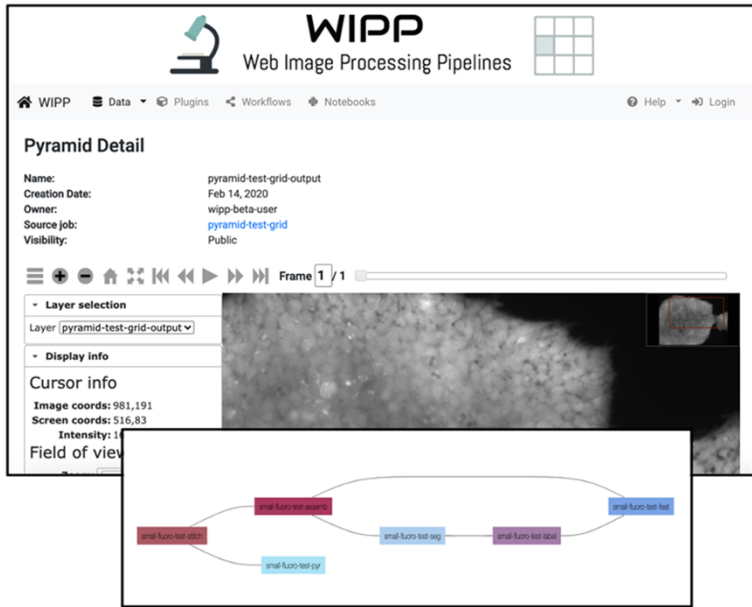 WIPP
Web Image Processing Pipelines
WIPP Data Plugins Workflows Notebooks Help Login
Pyramid Detail
Name: pyramid-test-grid-output
Creation Date: Feb 14, 2020
Owner: wipp-beta-user
Source job: pyramid-test-grid
Visibility: Public
Frame 1 / 1
Layer selection
Layer pyramid-test-grid-output
Display info
Cursor info
Image coords: 981,191
Screen coords: 516,83
Intensity:
Field of view
small-fluoro-test-assemb small-fluoro-test-feat
small-fluoro-test-stitch small-fluoro-test-seg small-fluoro-test-label
small-fluoro-test-pyr